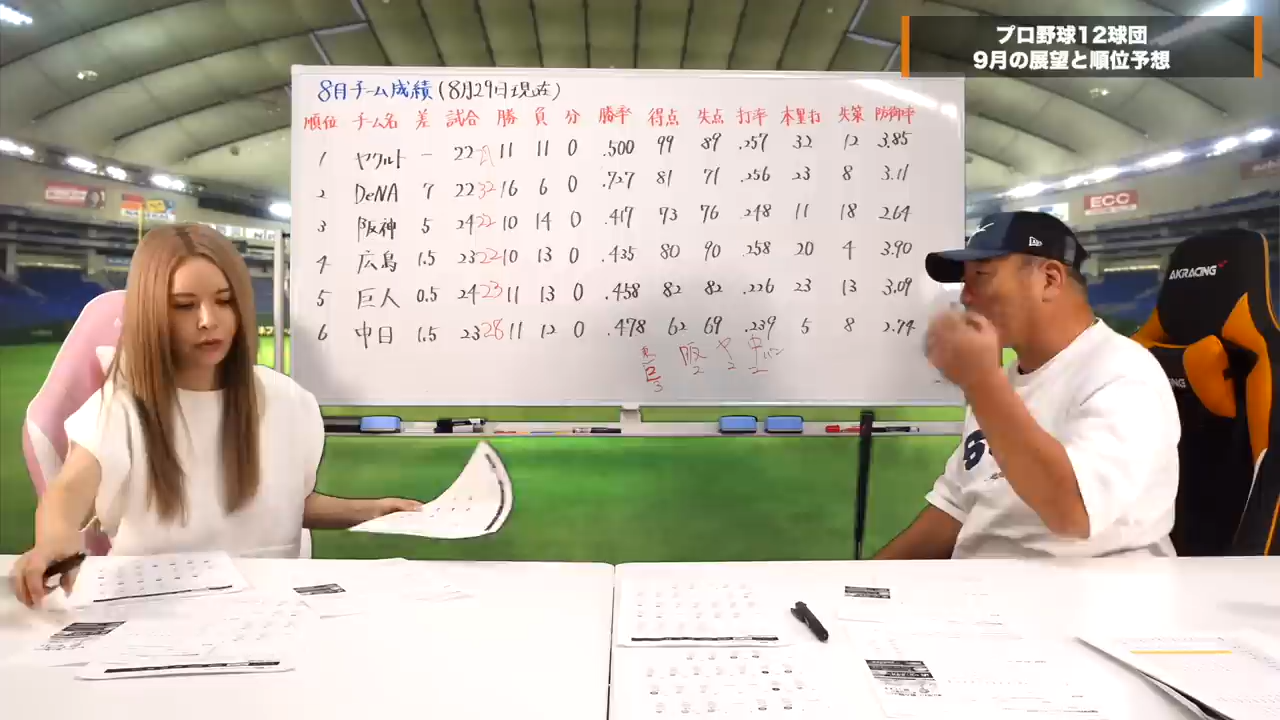 プロ野球12球団
9月の展望と順位予想
8月チーム成績(8月29日現在)
順位 チーム名 差 試合 勝 負 分 勝率 得点 失点 打率 本塁打 失策 防御率
1 ヤクルト - 22 21 11 11 0 .500 99 89 .257 32 12 3.85
2 DeNA 7 22 32 16 6 0 .727 81 71 .256 23 8 3.11
3 阪神 5 24 22 10 14 0 .417 73 76 .248 11 18 2.64
4 広島 1.5 23 22 10 13 0 .435 80 90 .258 20 4 3.90
5 巨人 0.5 24 23 11 13 0 .458 82 82 .226 23 13 3.09
6 中日 1.5 23 28 11 12 0 .478 62 69 .239 5 8 2.74
阪 ヤ 中
巨 2 2 2
3
ECC
AKRACING